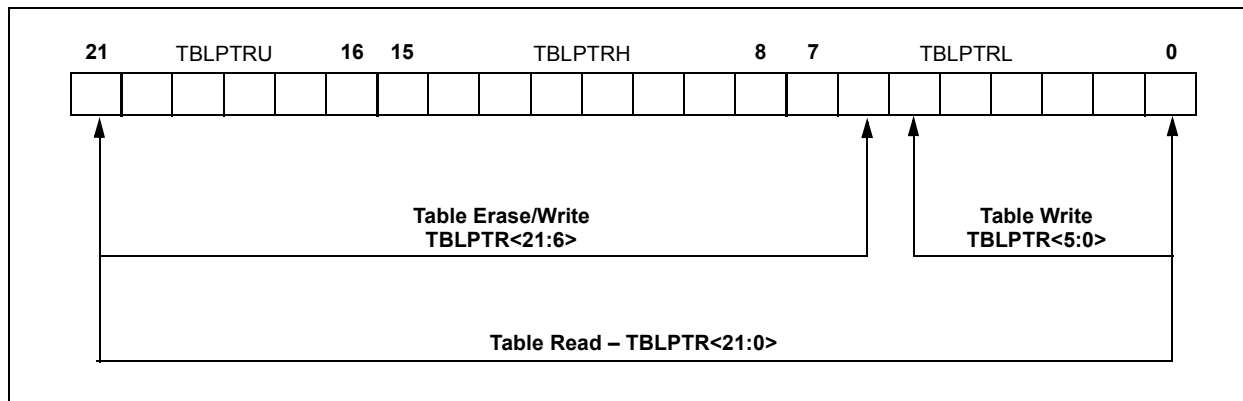 21 TBLPTRU 16 15 TBLPTRH 8 7 TBLPTRL 0
Table Erase/Write
TBLPTR<21:6>
Table Write
TBLPTR<5:0>
Table Read – TBLPTR<21:0>